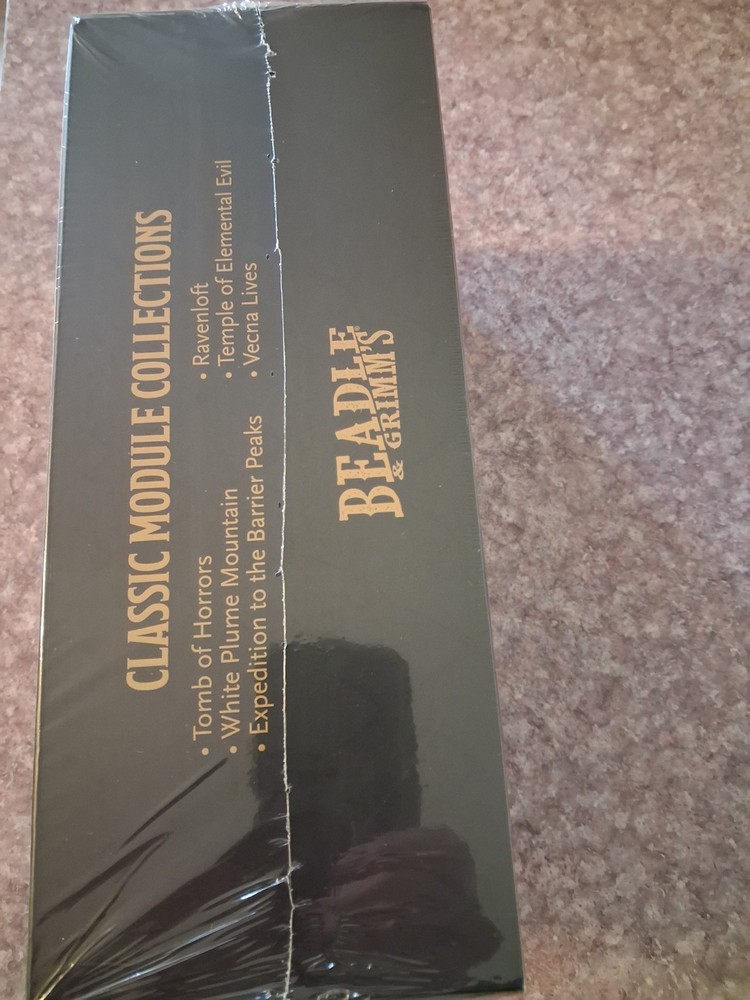 CLASSIC MODULE COLLECTIONS
• Tomb of Horrors
• White Plume Mountain
• Expedition to the Barrier Peaks
• Ravenloft
• Temple of Elemental Evil
• Vecna Lives
BEADLE
& GRIMM'S